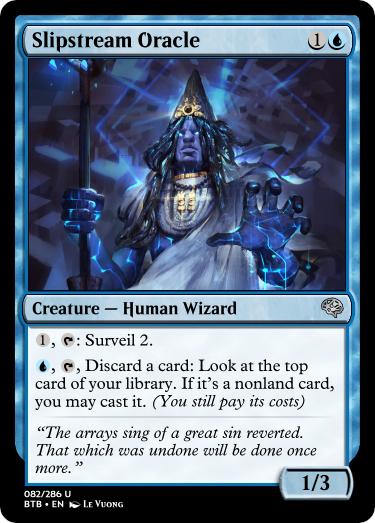 Slipstream Oracle 1
Creature — Human Wizard
1, : Surveil 2.
, , Discard a card: Look at the top
card of your library. If it's a nonland card,
you may cast it. (You still pay its costs)
“The arrays sing of a great sin reverted.
That which was undone will be done once
more.”
1/3
082/286 U
BTB • EN Le Vuong